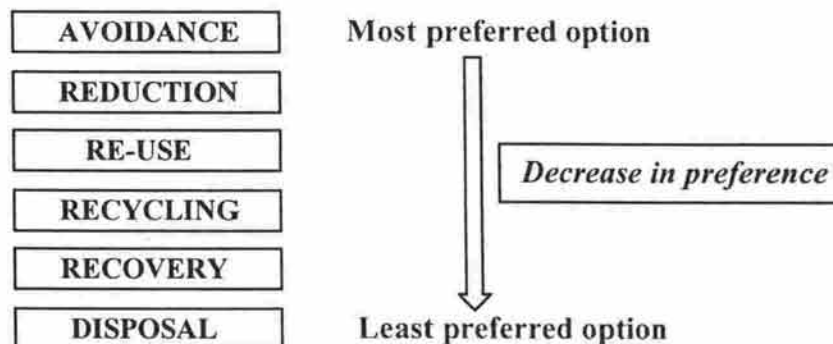 AVOIDANCE Most preferred option
REDUCTION
RE-USE
Decrease in preference
RECYCLING
RECOVERY
DISPOSAL Least preferred option